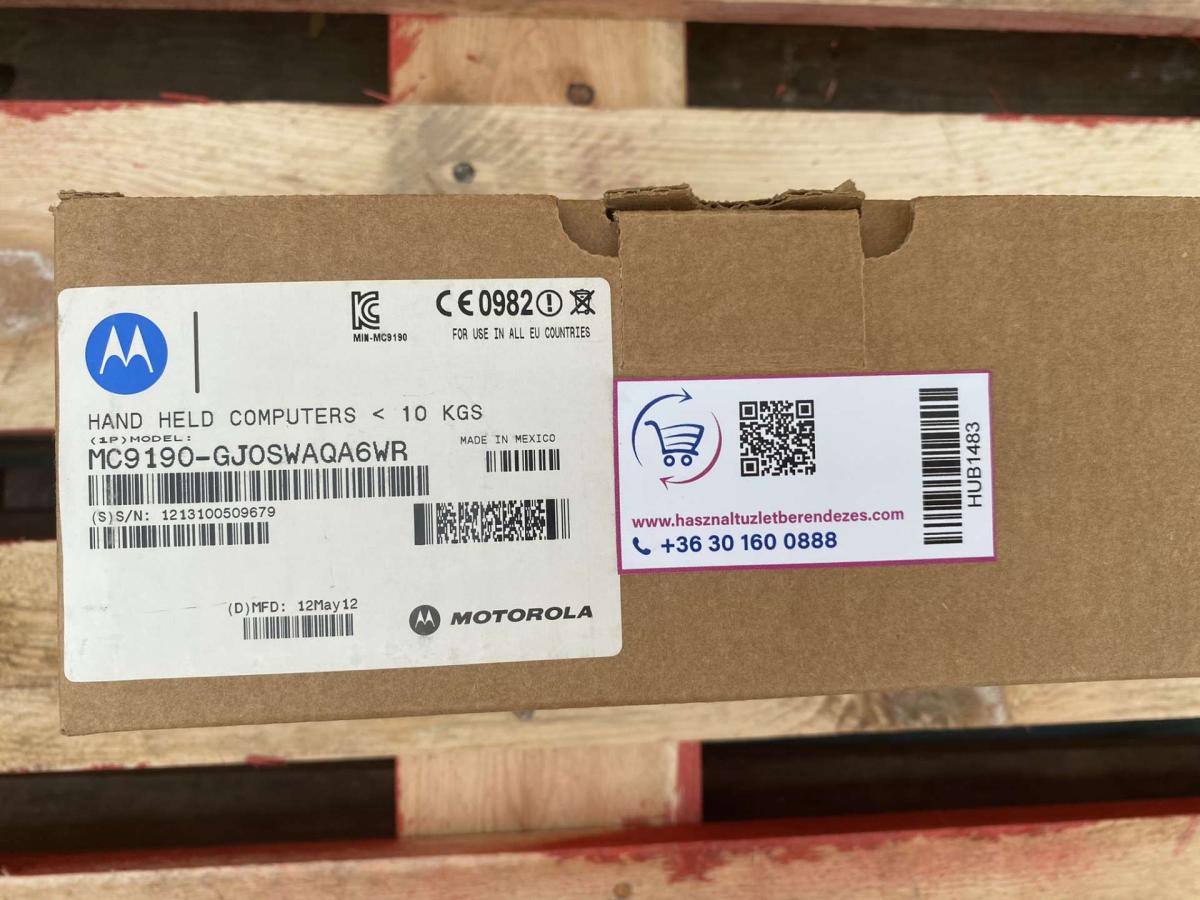 CE0982
MIN-MC9190
FOR USE IN ALL EU COUNTRIES
HAND HELD COMPUTERS < 10 KGS
(1P)MODEL:
MADE IN MEXICO
MC9190-GJ0SWAQA6WR
(S)S/N: 1213100509679
(D)MFD: 12May12
MOTOROLA
www.hasznaltuzletberendezes.com
+36 30 160 0888
HUB1483